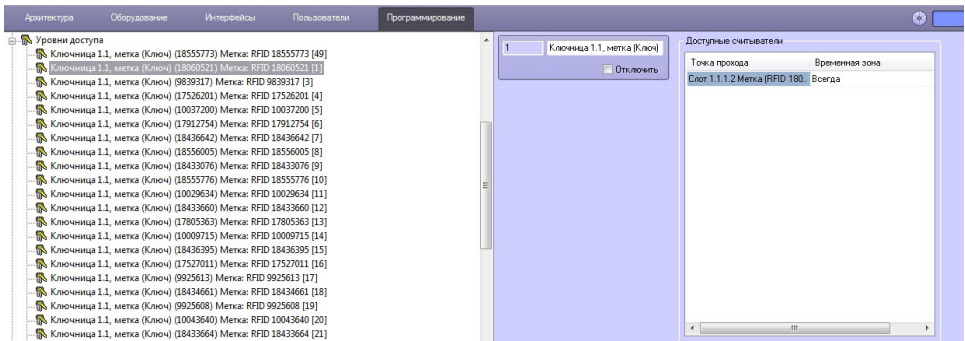 Архитектура Оборудование Интерфейсы Пользователи Программирование
Уровни доступа
Ключница 1.1, метка (Ключ) (18555773) Метка: RFID 18555773 [49]
Ключница 1.1, метка (Ключ) (18060521) Метка: RFID 18060521 [1]
Ключница 1.1, метка (Ключ) (9839317) Метка: RFID 9839317 [3]
Ключница 1.1, метка (Ключ) (17526201) Метка: RFID 17526201 [4]
Ключница 1.1, метка (Ключ) (10037200) Метка: RFID 10037200 [5]
Ключница 1.1, метка (Ключ) (17912754) Метка: RFID 17912754 [6]
Ключница 1.1, метка (Ключ) (18436642) Метка: RFID 18436642 [7]
Ключница 1.1, метка (Ключ) (18556005) Метка: RFID 18556005 [8]
Ключница 1.1, метка (Ключ) (18433076) Метка: RFID 18433076 [9]
Ключница 1.1, метка (Ключ) (18555776) Метка: RFID 18555776 [10]
Ключница 1.1, метка (Ключ) (10029634) Метка: RFID 10029634 [11]
Ключница 1.1, метка (Ключ) (18433660) Метка: RFID 18433660 [12]
Ключница 1.1, метка (Ключ) (17805363) Метка: RFID 17805363 [13]
Ключница 1.1, метка (Ключ) (10009715) Метка: RFID 10009715 [14]
Ключница 1.1, метка (Ключ) (18436395) Метка: RFID 18436395 [15]
Ключница 1.1, метка (Ключ) (17527011) Метка: RFID 17527011 [16]
Ключница 1.1, метка (Ключ) (9925613) Метка: RFID 9925613 [17]
Ключница 1.1, метка (Ключ) (18434661) Метка: RFID 18434661 [18]
Ключница 1.1, метка (Ключ) (9925608) Метка: RFID 9925608 [19]
Ключница 1.1, метка (Ключ) (10043640) Метка: RFID 10043640 [20]
Ключница 1.1, метка (Ключ) (18433664) Метка: RFID 18433664 [21]
1 Ключница 1.1, метка (Ключ)
Отключить
Доступные считыватели
Точка прохода Временная зона
Слот 1.1.1.2 Метка (RFID 180.. Всегда